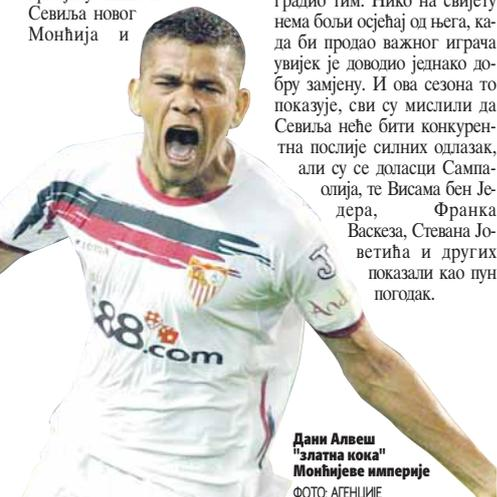 Севиља новог
Монћија и
градио тим. Нико на свијету
нема бољи осјећај од њега, ка-
да би продао важног играча
увијек је доводио једнако до-
бру замјену. И ова сезона то
показује, сви су мислили да
Севиља неће бити конкурен-
тна послије силних одлазак,
али су се доласци Сампа-
олија, те Висама бен Је-
дера, Франка
Васкеза, Стевана Јо-
ветића и других
показали као пун
погодак.
88.com
Дани Алвеш
"златна кока"
Монћијеве империје
ФОТО: АГЕНЦИЈЕ